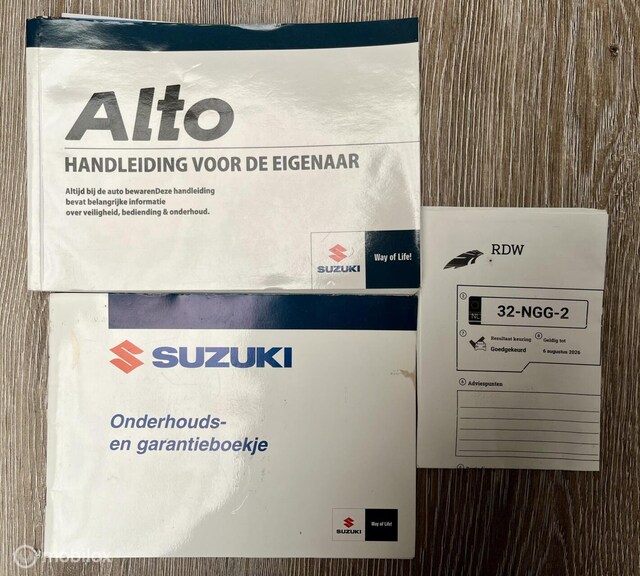 Alto
HANDLEIDING VOOR DE EIGENAAR
Altijd bij de auto bewarenDeze handleiding
bevat belangrijke informatie
over veiligheid, bediening & onderhoud.
SUZUKI
Way of Life!
SUZUKI
Onderhouds-
en garantieboekje
SUZUKI
Way of Life!
RDW
32-NGG-2
Resultaat keuring
Geldig tot
Goedgekeurd
6 augustus 2026
Adviespunten
mobilox